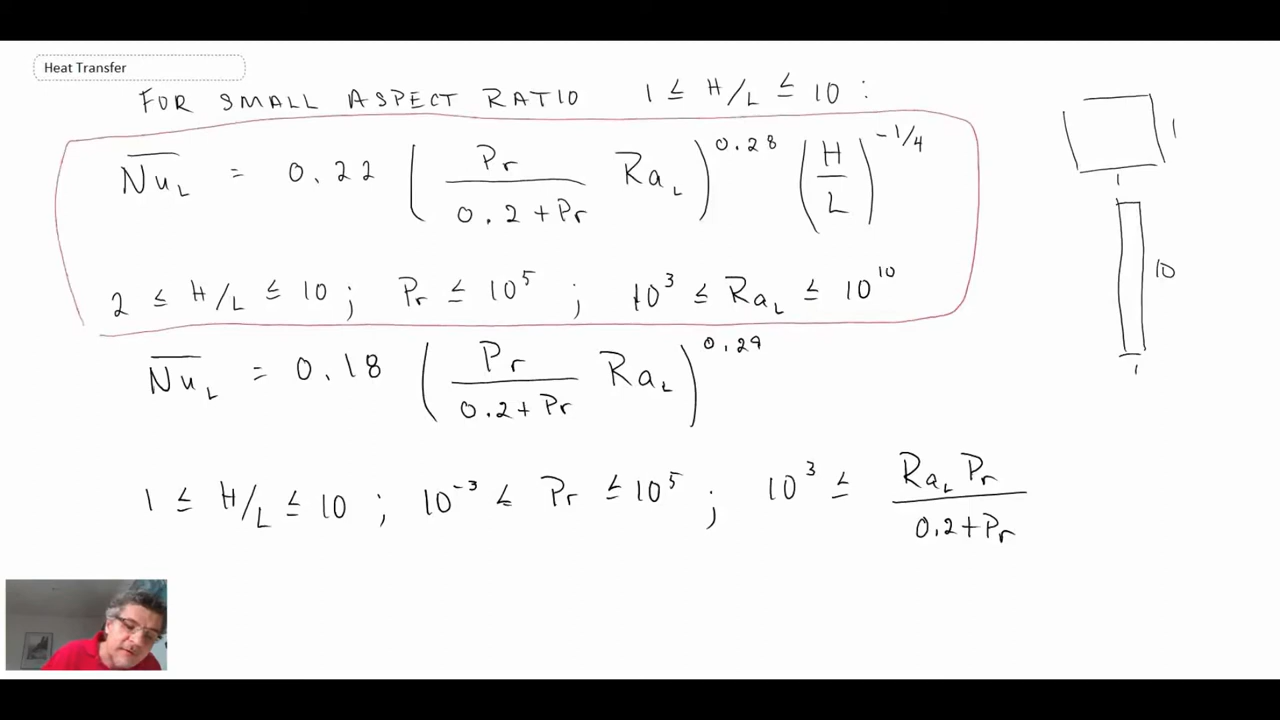 Heat Transfer
FOR SMALL ASPECT RATIO 1 ≤ H/L ≤ 10 :
N̅u̅_L = 0.22 ( Pr / (0.2 + Pr) Ra_L )^0.28 ( H / L )^-1/4
2 ≤ H/L ≤ 10 ; Pr ≤ 10^5 ; 10^3 ≤ Ra_L ≤ 10^10
N̅u̅_L = 0.18 ( Pr / (0.2 + Pr) Ra_L )^0.29
1 ≤ H/L ≤ 10 ; 10^-3 ≤ Pr ≤ 10^5 ; 10^3 ≤ Ra_L Pr / (0.2 + Pr)
1
1
10
1